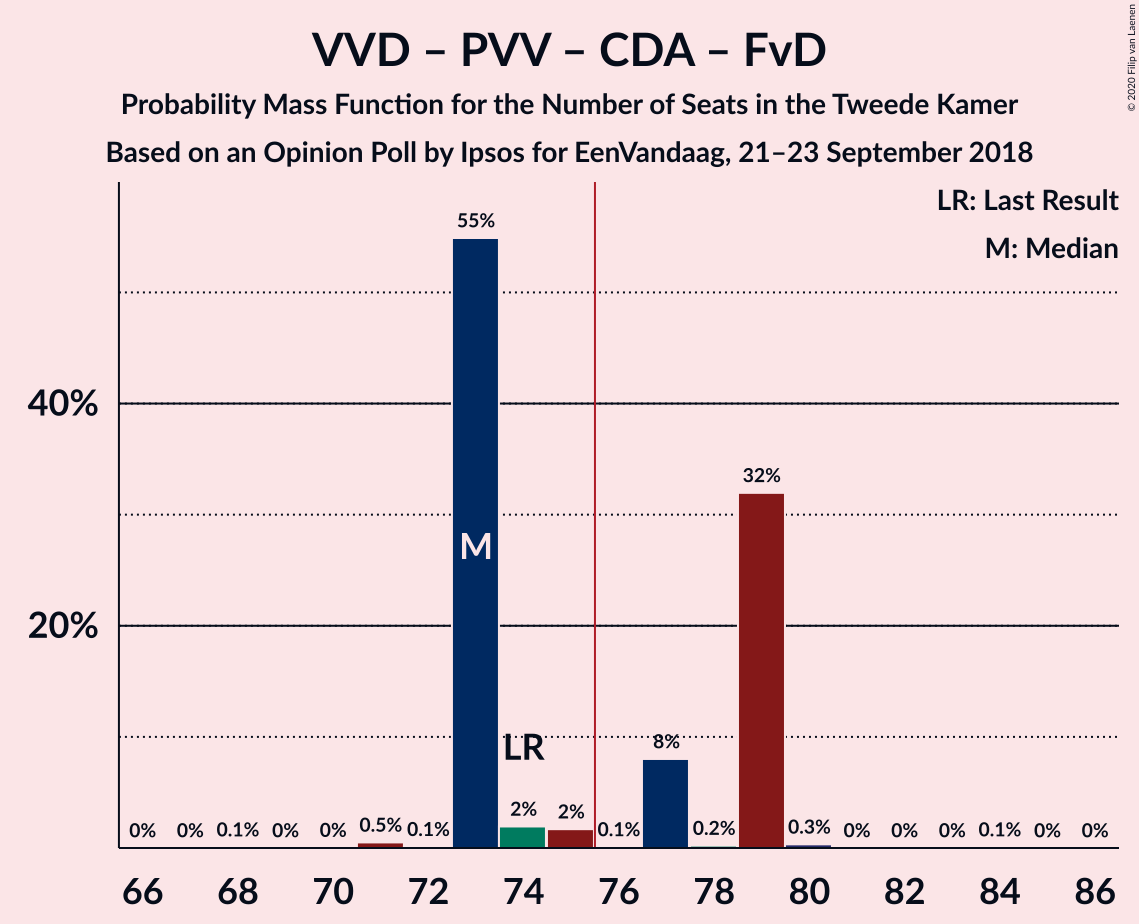 VVD – PVV – CDA – FvD
Probability Mass Function for the Number of Seats in the Tweede Kamer
Based on an Opinion Poll by Ipsos for EenVandaag, 21–23 September 2018
© 2020 Filip van Laenen
LR: Last Result
M: Median
55%
40%
32%
M
20%
LR
8%
0% 0% 0.1% 0% 0% 0.5% 0.1% 2% 2% 0.1% 0.2% 0.3% 0% 0% 0% 0.1% 0% 0%
66 68 70 72 74 76 78 80 82 84 86